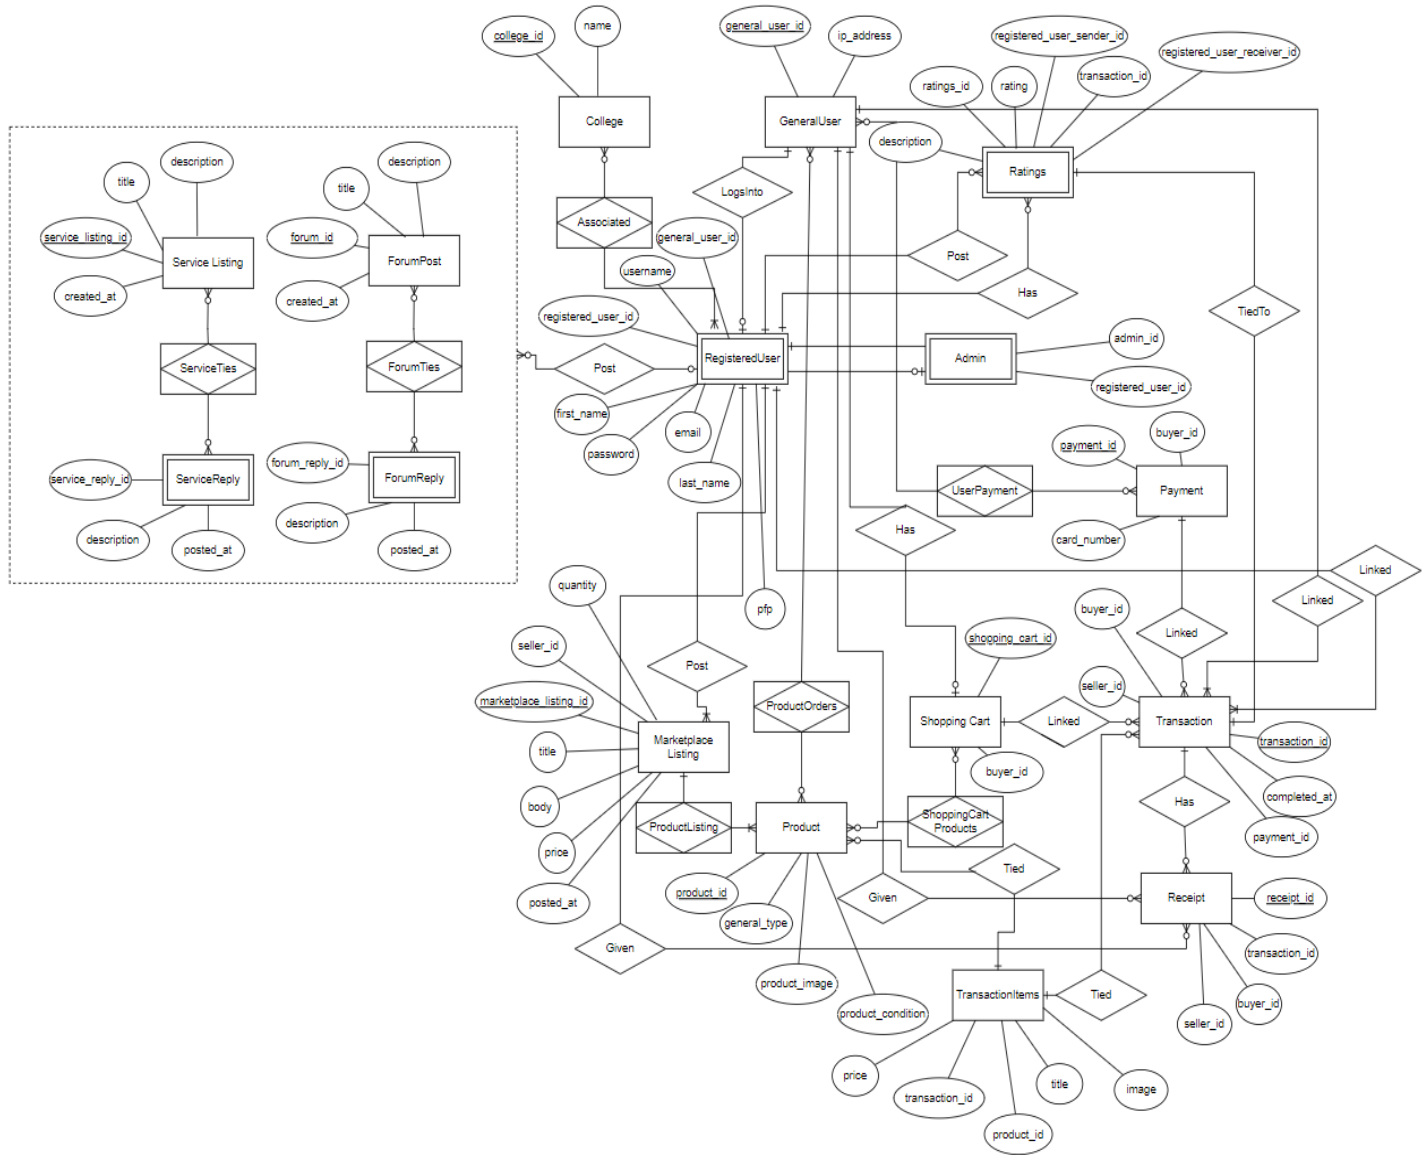 name
college_id
general_user_id
ip_address
registered_user_sender_id
registered_user_receiver_id
ratings_id
rating
transaction_id
College
GeneralUser
description
Ratings
description
title
description
title
LogsInto
Associated
general_user_id
service_listing_id
Service Listing
forum_id
ForumPost
Post
username
created_at
created_at
Has
registered_user_id
TiedTo
ServiceTies
ForumTies
Post
RegisteredUser
Admin
admin_id
registered_user_id
first_name
email
password
buyer_id
payment_id
forum_reply_id
service_reply_id
ServiceReply
ForumReply
last_name
UserPayment
Payment
description
description
posted_at
posted_at
Has
card_number
Linked
quantity
pfp
buyer_id
Linked
Linked
seller_id
Post
shopping_cart_id
seller_id
marketplace_listing_id
ProductOrders
Shopping Cart
Linked
Transaction
transaction_id
Marketplace
Listing
title
buyer_id
completed_at
body
Has
ShoppingCart
Products
ProductListing
Product
payment_id
price
Tied
product_id
posted_at
general_type
Given
Receipt
receipt_id
Given
transaction_id
product_image
TransactionItems
Tied
product_condition
buyer_id
seller_id
price
transaction_id
title
image
product_id